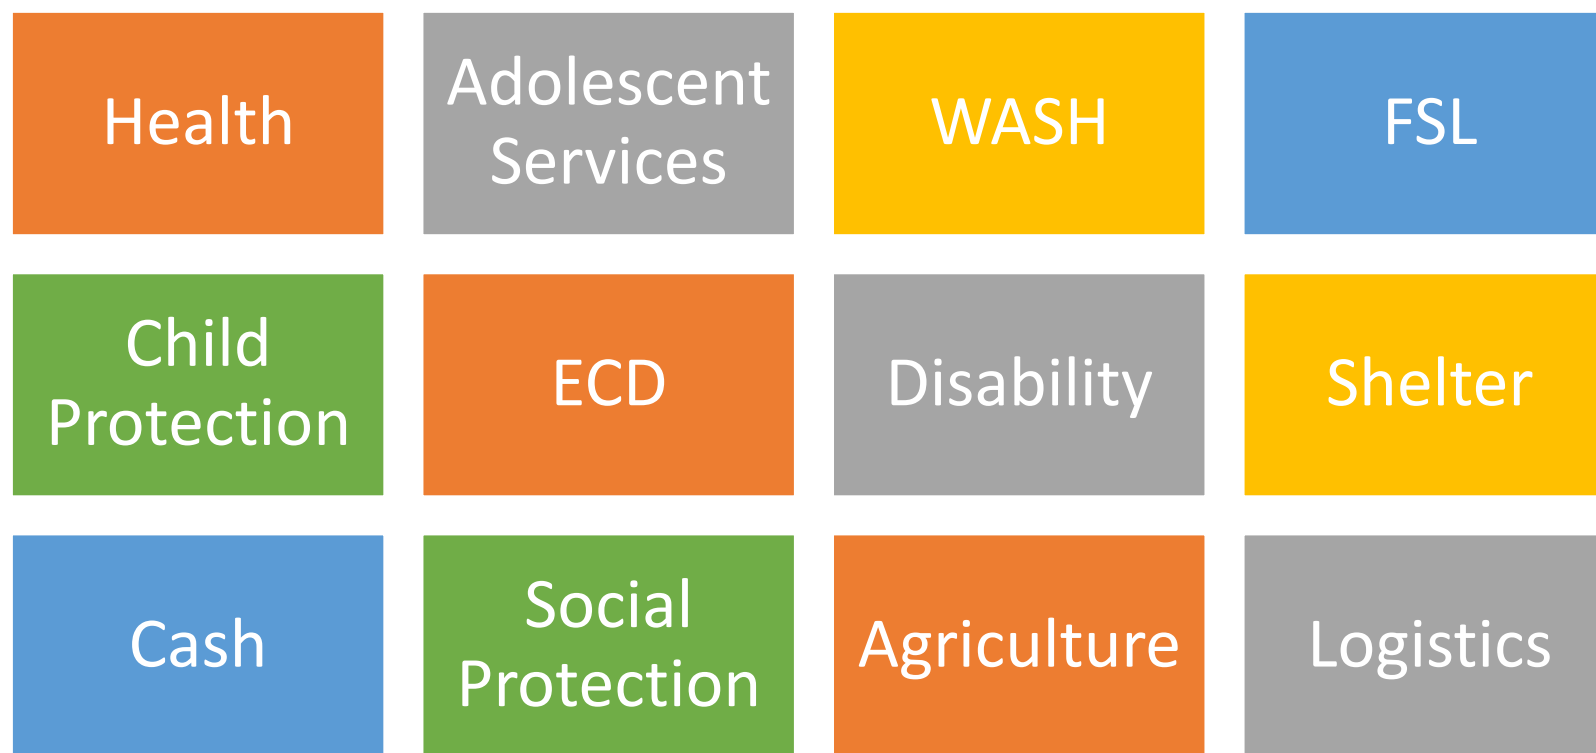 Health
Adolescent
Services
WASH
FSL
Child
Protection
ECD
Disability
Shelter
Cash
Social
Protection
Agriculture
Logistics